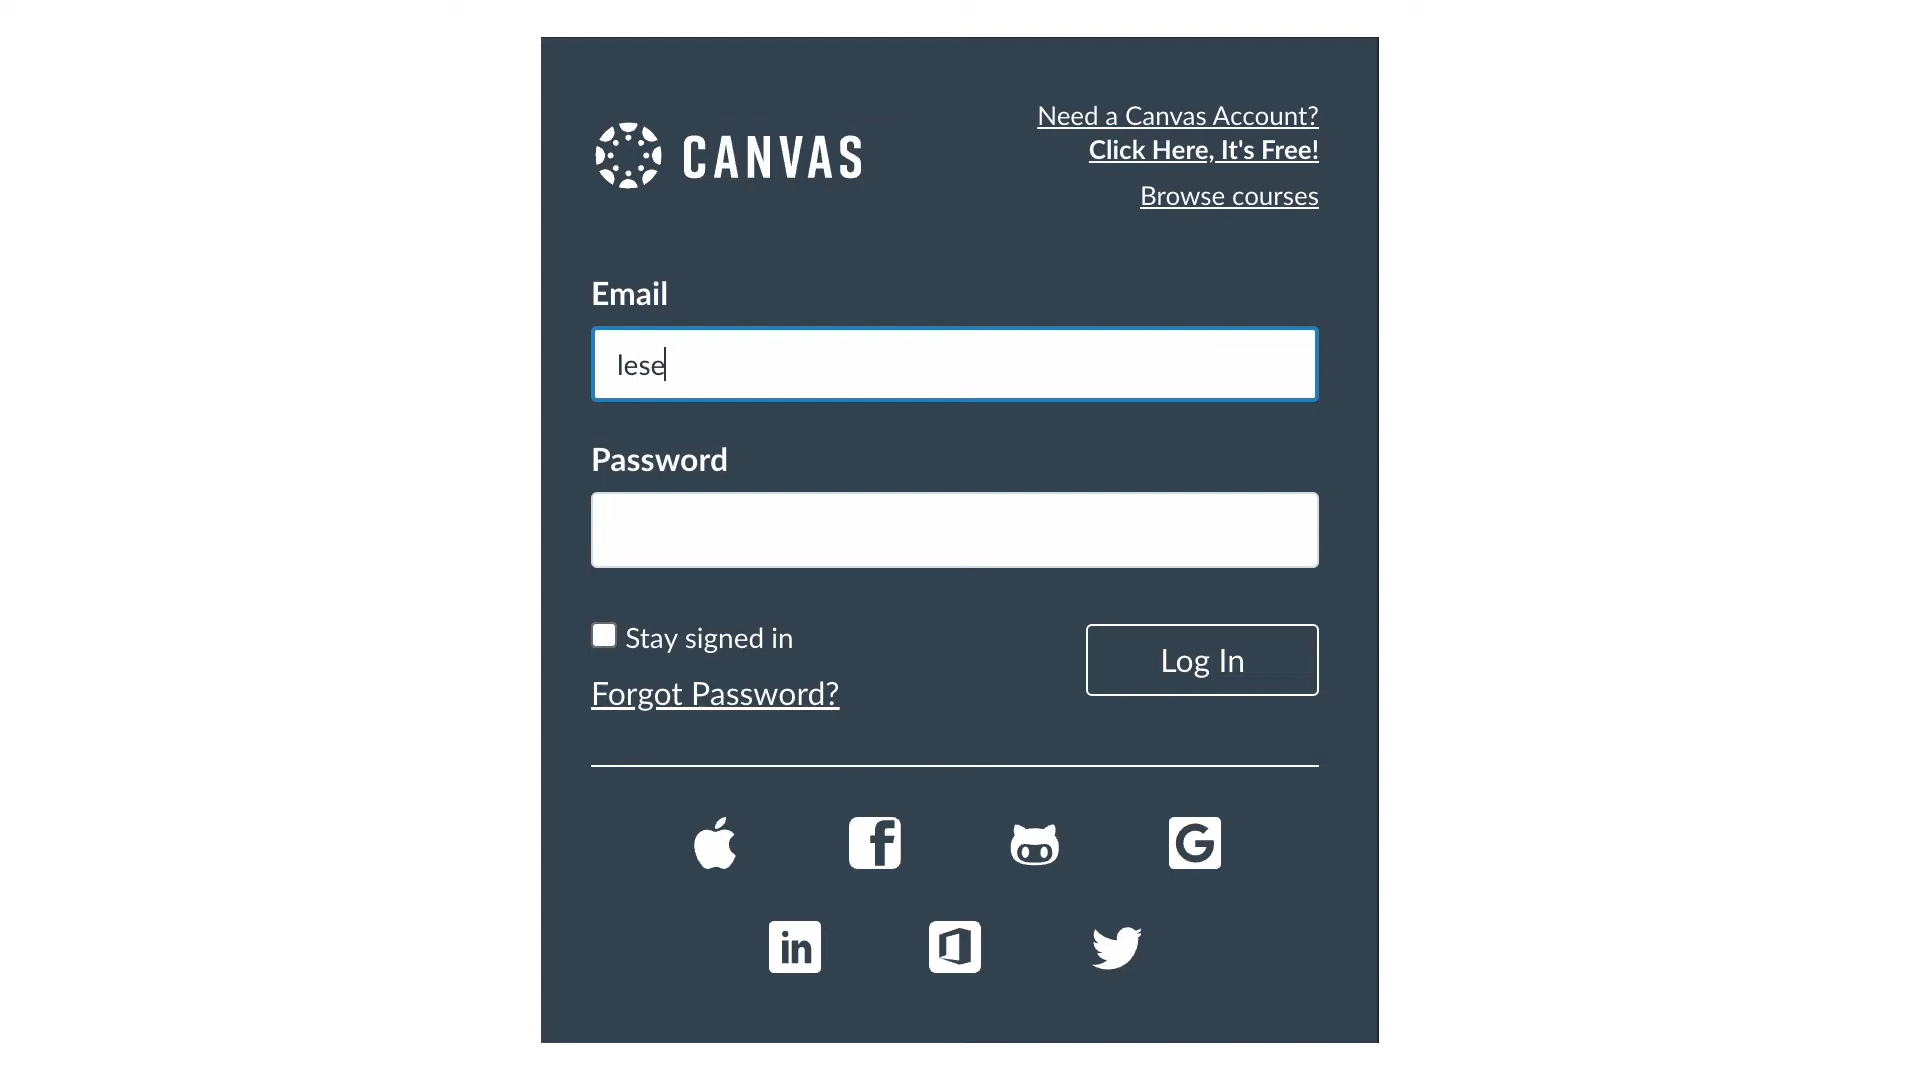 CANVAS
Need a Canvas Account?
Click Here, It's Free!
Browse courses
Email
lese
Password
Stay signed in
Log In
Forgot Password?